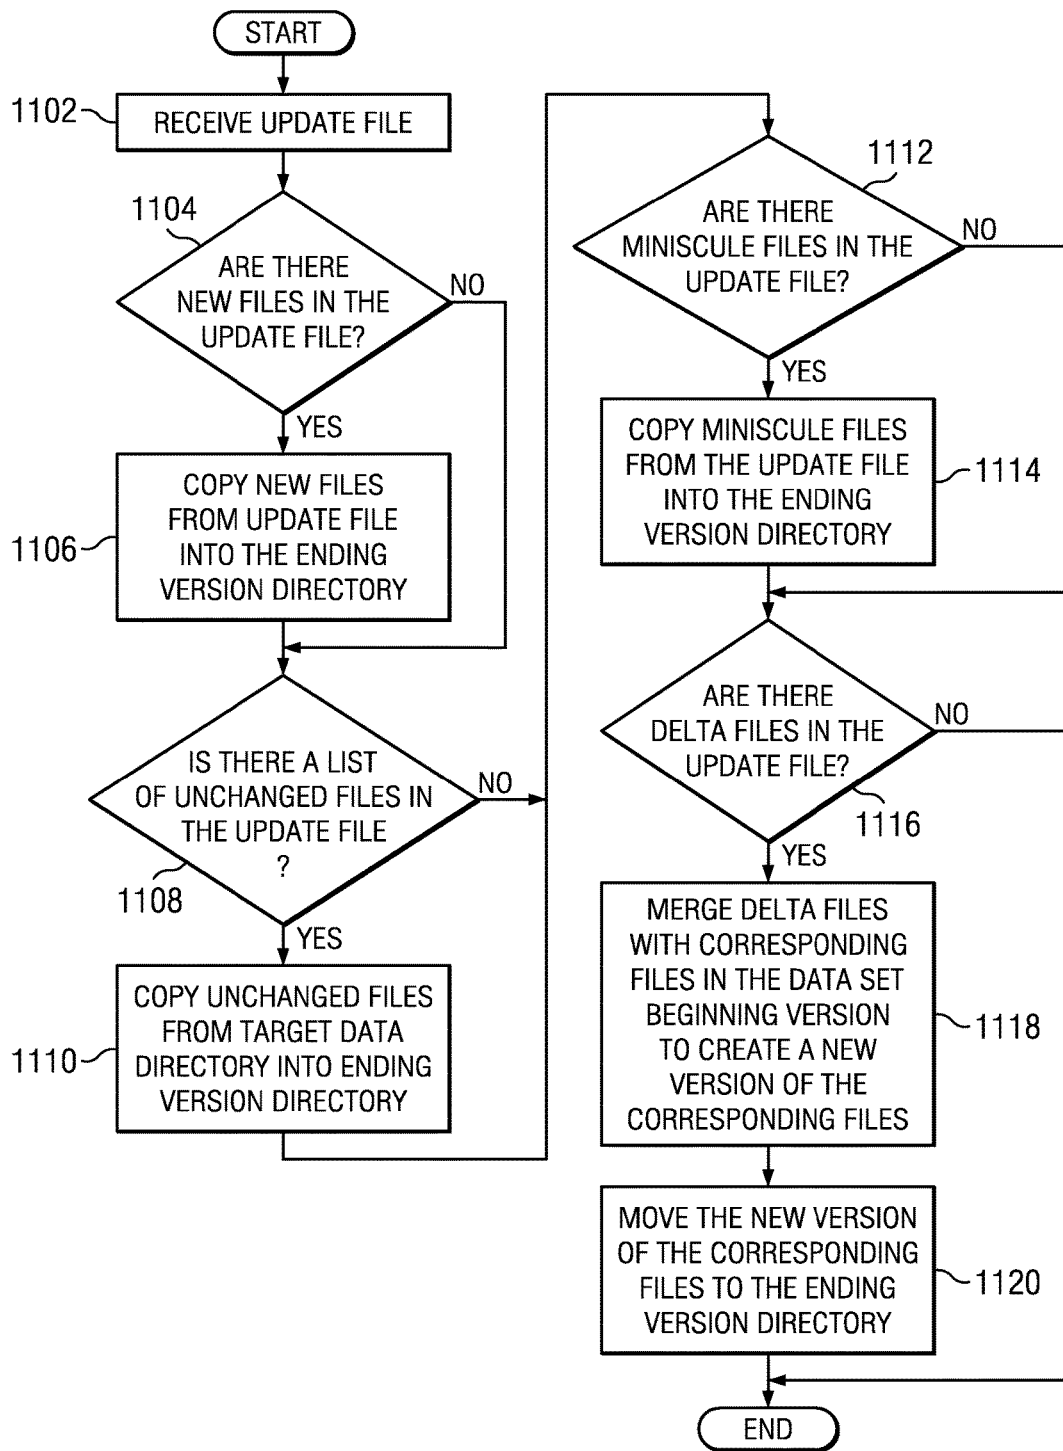 START
1102
RECEIVE UPDATE FILE
1104
ARE THERE
NEW FILES IN THE
UPDATE FILE?
NO
YES
1106
COPY NEW FILES
FROM UPDATE FILE
INTO THE ENDING
VERSION DIRECTORY
IS THERE A LIST
OF UNCHANGED FILES IN
THE UPDATE FILE
?
NO
1108
YES
1110
COPY UNCHANGED FILES
FROM TARGET DATA
DIRECTORY INTO ENDING
VERSION DIRECTORY
1112
ARE THERE
MINISCULE FILES IN THE
UPDATE FILE?
NO
YES
COPY MINISCULE FILES
FROM THE UPDATE FILE
INTO THE ENDING
VERSION DIRECTORY
1114
ARE THERE
DELTA FILES IN THE
UPDATE FILE?
NO
1116
YES
MERGE DELTA FILES
WITH CORRESPONDING
FILES IN THE DATA SET
BEGINNING VERSION
TO CREATE A NEW
VERSION OF THE
CORRESPONDING FILES
1118
MOVE THE NEW VERSION
OF THE CORRESPONDING
FILES TO THE ENDING
VERSION DIRECTORY
1120
END